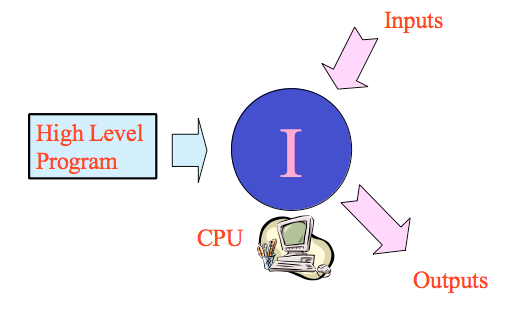 Inputs
High Level
Program
I
CPU
Outputs